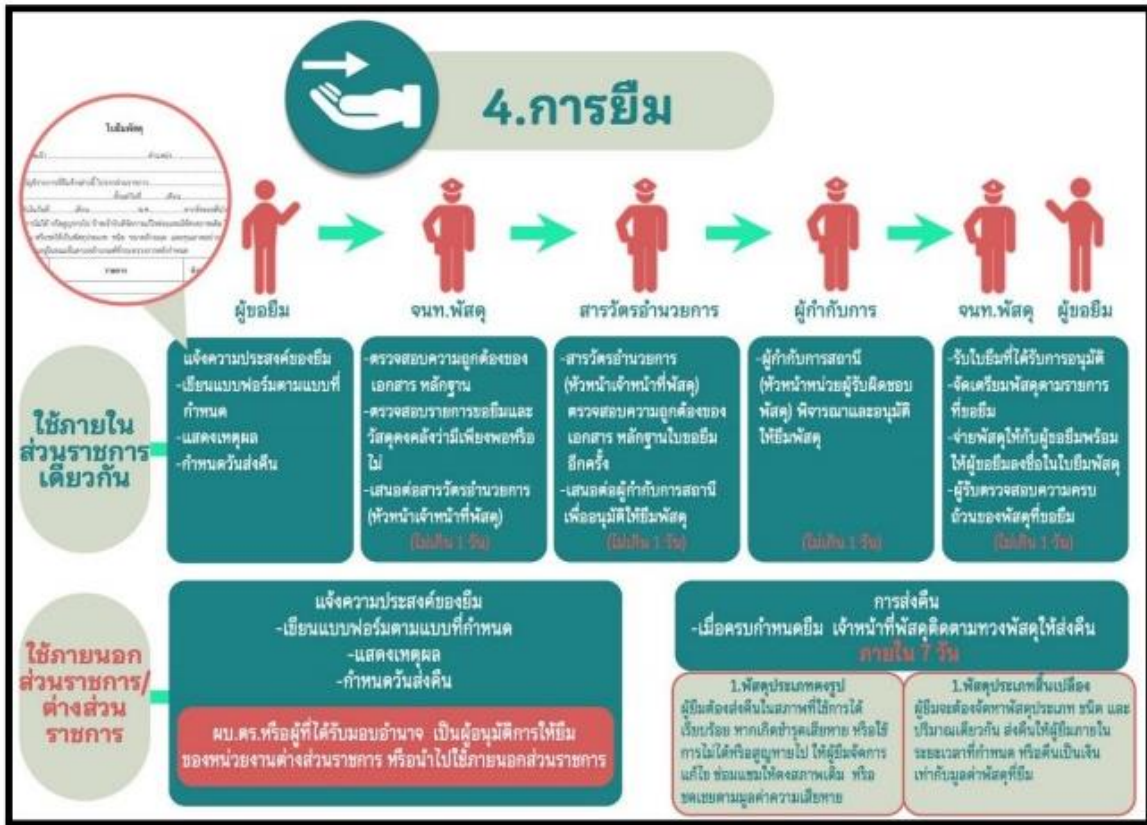 4.การยืม
ใบยืมพัสดุ
ผู้ขอยืม
จนท.พัสดุ
สารวัตรอำนวยการ
ผู้กำกับการ
จนท.พัสดุ
ผู้ขอยืม
ใช้ภายใน
ส่วนราชการ
เดียวกัน
แจ้งความประสงค์ของยืม
-เขียนแบบฟอร์มตามแบบที่
กำหนด
-แสดงเหตุผล
-กำหนดวันส่งคืน
-ตรวจสอบความถูกต้องของ
เอกสาร หลักฐาน
-ตรวจสอบรายการขอยืมและ
วัสดุคงคลังว่ามีเพียงพอหรือ
ไม่
-เสนอต่อสารวัตรอำนวยการ
(หัวหน้าเจ้าหน้าที่พัสดุ)
(ไม่เกิน 1 วัน)
-สารวัตรอำนวยการ
(หัวหน้าเจ้าหน้าที่พัสดุ)
ตรวจสอบความถูกต้องของ
เอกสาร หลักฐานใบขอยืม
อีกครั้ง
-เสนอต่อผู้กำกับการสถานี
เพื่ออนุมัติให้ยืมพัสดุ
(ไม่เกิน 1 วัน)
-ผู้กำกับการสถานี
(หัวหน้าหน่วยผู้รับผิดชอบ
พัสดุ) พิจารณาและอนุมัติ
ให้ยืมพัสดุ
(ไม่เกิน 1 วัน)
-รับใบยืมที่ได้รับการอนุมัติ
-จัดเตรียมพัสดุตามรายการ
ที่ขอยืม
-จ่ายพัสดุให้กับผู้ขอยืมพร้อม
ให้ผู้ขอยืมลงชื่อในใบยืมพัสดุ
-ผู้รับตรวจสอบความครบ
ถ้วนของพัสดุที่ขอยืม
(ไม่เกิน 1 วัน)
ใช้ภายนอก
ส่วนราชการ/
ต่างส่วน
ราชการ
แจ้งความประสงค์ของยืม
-เขียนแบบฟอร์มตามแบบที่กำหนด
-แสดงเหตุผล
-กำหนดวันส่งคืน
ผบ.ตร.หรือผู้ที่ได้รับมอบอำนาจ เป็นผู้อนุมัติการให้ยืม
ของหน่วยงานต่างส่วนราชการ หรือนำไปใช้ภายนอกส่วนราชการ
การส่งคืน
-เมื่อครบกำหนดยืม เจ้าหน้าที่พัสดุติดตามทวงพัสดุให้ส่งคืน
ภายใน 7 วัน
1.พัสดุประเภทคงรูป
ผู้ยืมต้องส่งคืนในสภาพที่ใช้การได้
เรียบร้อย หากเกิดชำรุดเสียหาย หรือใช้
การไม่ได้หรือสูญหายไป ให้ผู้ยืมจัดการ
แก้ไข ซ่อมแซมให้คงสภาพเดิม หรือ
ชดเชยตามมูลค่าความเสียหาย
1.พัสดุประเภทสิ้นเปลือง
ผู้ยืมจะต้องจัดหาพัสดุประเภท ชนิด และ
ปริมาณเดียวกัน ส่งคืนให้ผู้ยืมภายใน
ระยะเวลาที่กำหนด หรือคืนเป็นเงิน
เท่ากับมูลค่าพัสดุที่ยืม